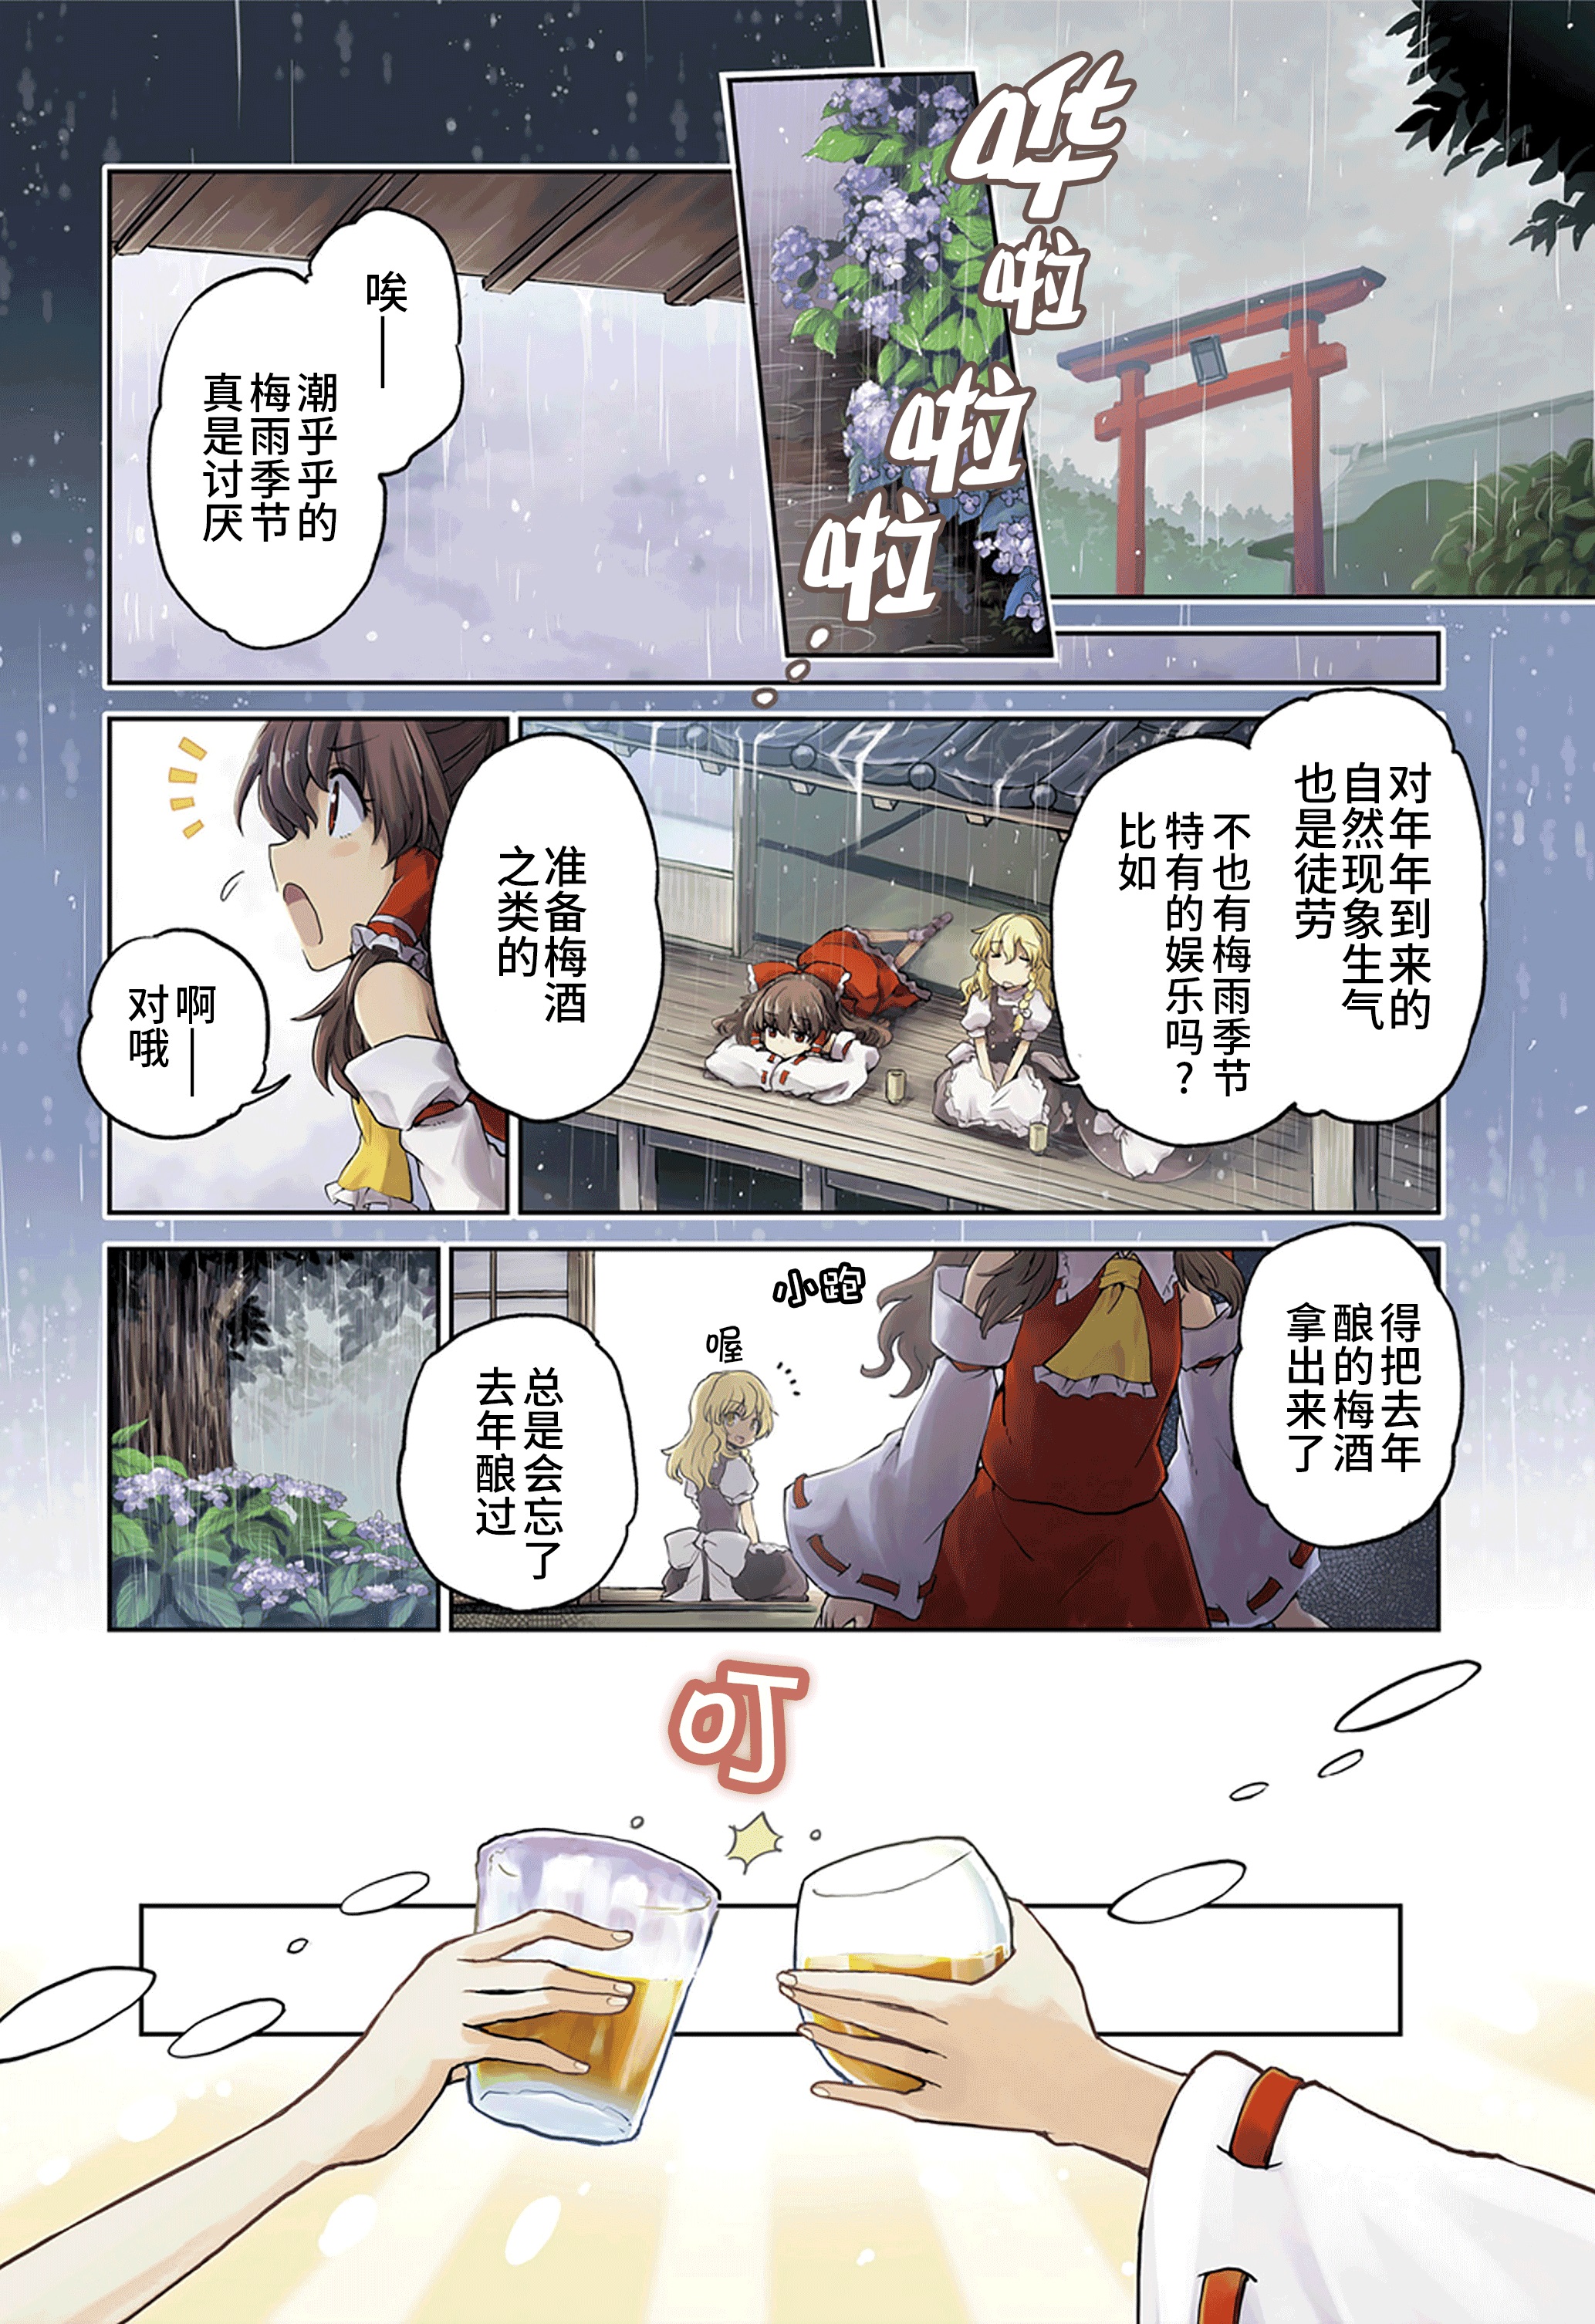 哗
啦
啦
啦
唉——
潮乎乎的
梅雨季节
真是讨厌
对年年到来的
自然现象生气
也是徒劳
不也有梅雨季节
特有的娱乐吗？
比如
准备梅酒
之类的
啊——
对哦
得把去年
酿的梅酒
拿出来了
小跑
喔
总是会忘了
去年酿过
叮